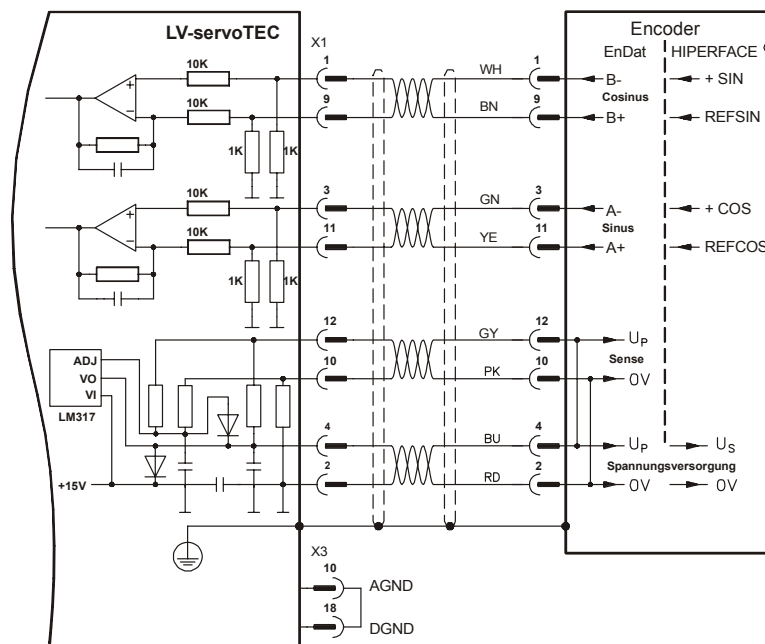 LV-servoTEC
X1
Encoder
EnDat
HIPERFACE
10K
+
−
10K
1K
1K
1
WH
1
B-
+ SIN
Cosinus
9
BN
9
B+
REFSIN
10K
+
−
10K
1K
1K
3
GN
3
A-
+ COS
Sinus
11
YE
11
A+
REFCOS
12
GY
12
UP
Sense
10
PK
10
0V
ADJ
VO
VI
LM317
+15V
4
BU
4
UP
US
Spannungsversorgung
2
RD
2
0V
0V
X3
10
AGND
18
DGND